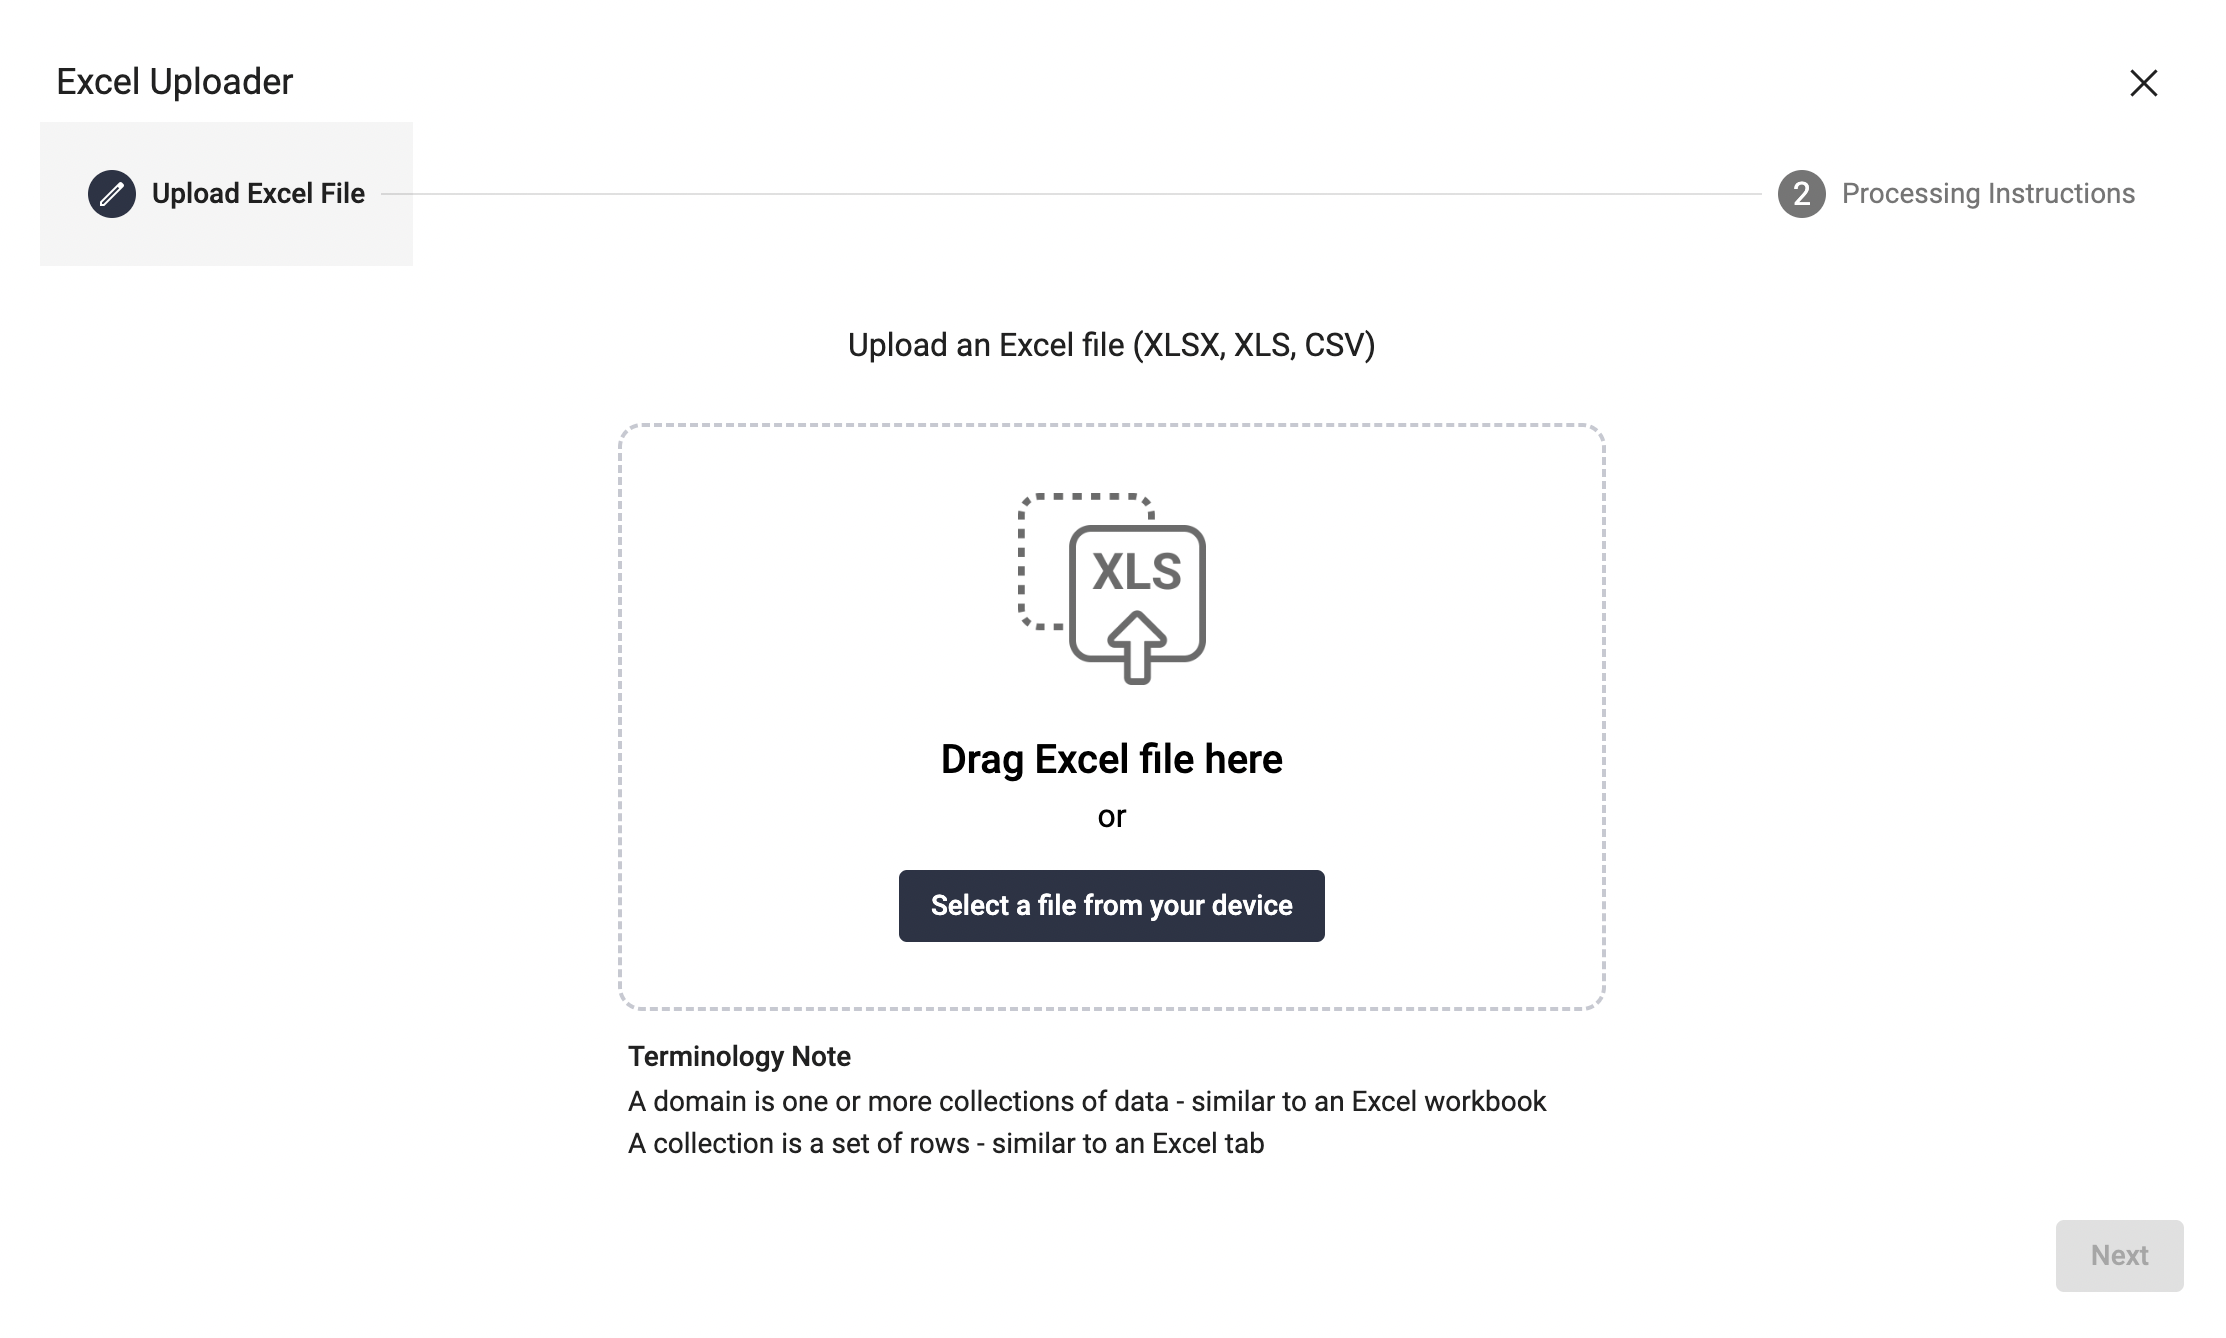 Excel Uploader
Upload Excel File
2 Processing Instructions
Upload an Excel file (XLSX, XLS, CSV)
XLS
Drag Excel file here
or
Select a file from your device
Terminology Note
A domain is one or more collections of data - similar to an Excel workbook
A collection is a set of rows - similar to an Excel tab
Next